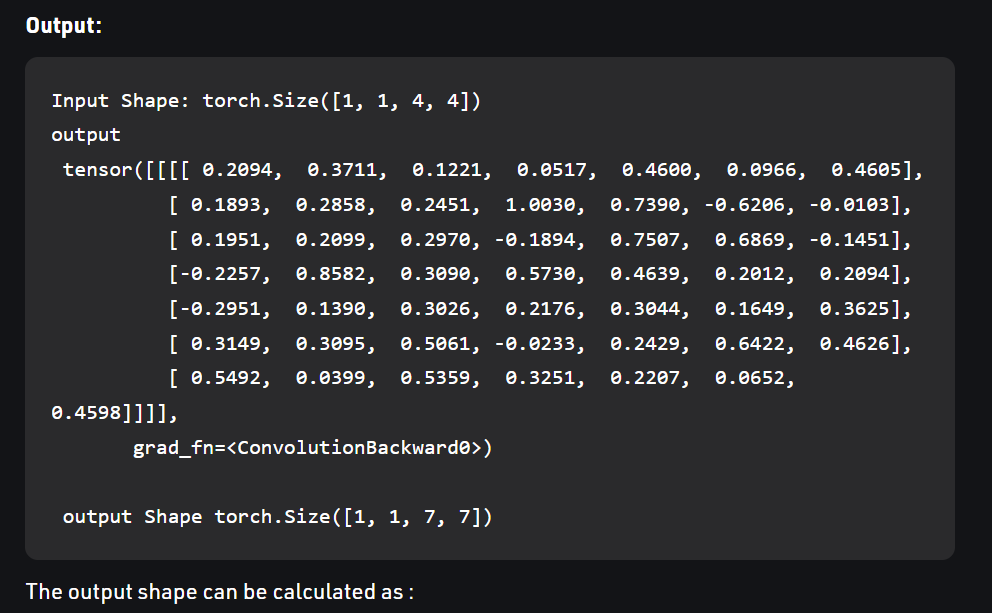 Output:
Input Shape: torch.Size([1, 1, 4, 4])
output
tensor([[[[ 0.2094,  0.3711,  0.1221,  0.0517,  0.4600,  0.0966,  0.4605],
[ 0.1893,  0.2858,  0.2451,  1.0030,  0.7390, -0.6206, -0.0103],
[ 0.1951,  0.2099,  0.2970, -0.1894,  0.7507,  0.6869, -0.1451],
[-0.2257,  0.8582,  0.3090,  0.5730,  0.4639,  0.2012,  0.2094],
[-0.2951,  0.1390,  0.3026,  0.2176,  0.3044,  0.1649,  0.3625],
[ 0.3149,  0.3095,  0.5061, -0.0233,  0.2429,  0.6422,  0.4626],
[ 0.5492,  0.0399,  0.5359,  0.3251,  0.2207,  0.0652,
0.4598]]]],
grad_fn=<ConvolutionBackward0>)
output Shape torch.Size([1, 1, 7, 7])
The output shape can be calculated as :